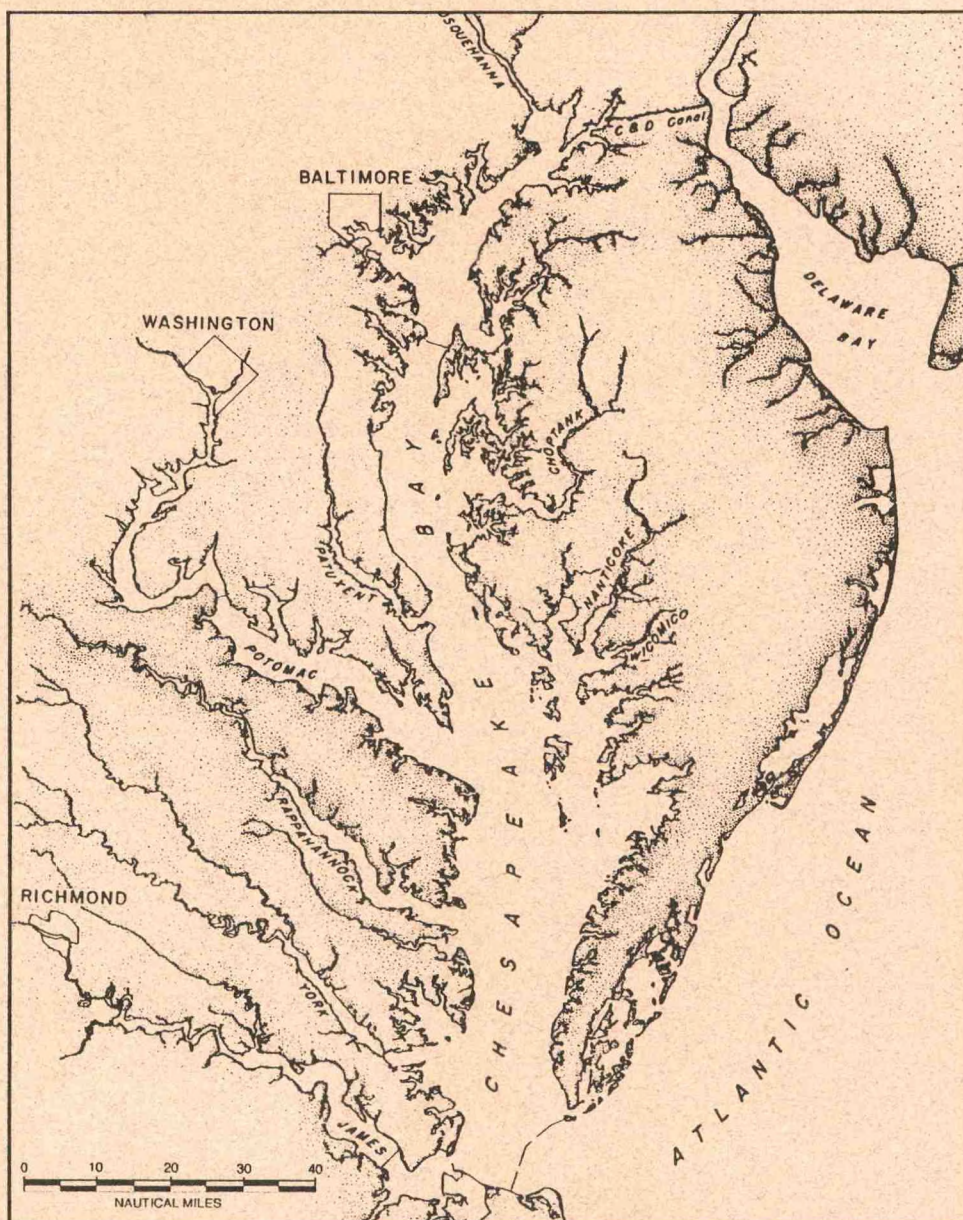 USQUEHANNA
C & D Canal
BALTIMORE
DELAWARE
BAY
WASHINGTON
CHOPTANK
CHESAPEAKE BAY
PATUXENT
NANTICOKE
WICOMICO
POTOMAC
RAPPAHANNOCK
RICHMOND
YORK
ATLANTIC OCEAN
JAMES
0 10 20 30 40
NAUTICAL MILES